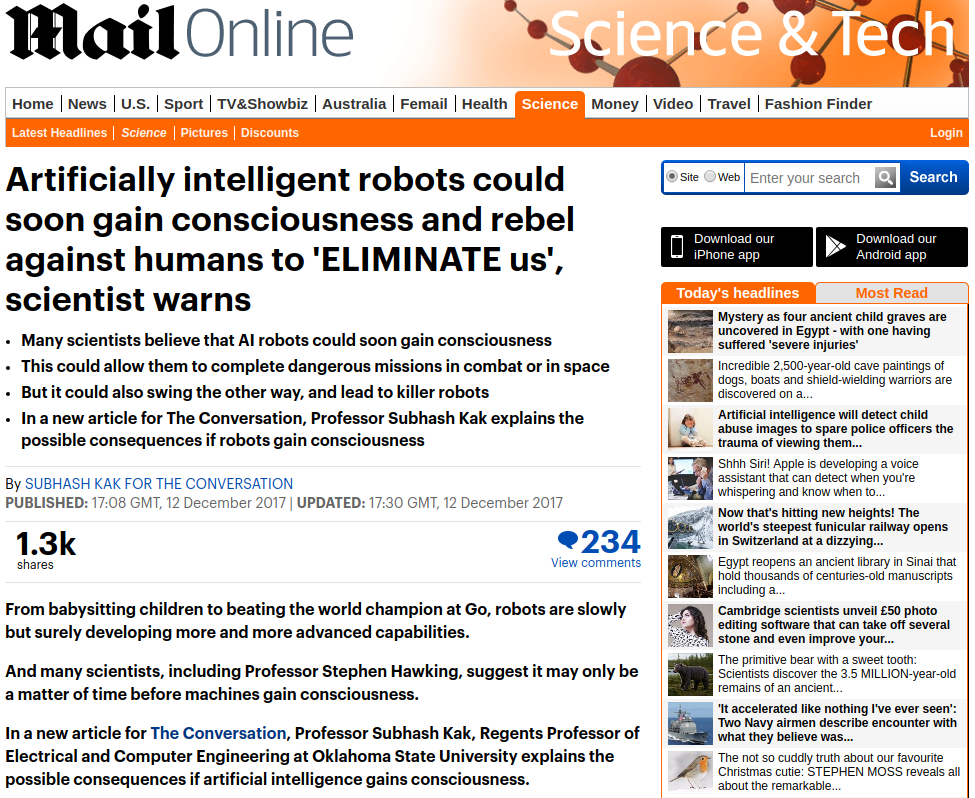 Mail Online
Science & Tech
Home News U.S. Sport TV&Showbiz Australia Femail Health Science Money Video Travel Fashion Finder
Latest Headlines Science Pictures Discounts Login
Artificially intelligent robots could
soon gain consciousness and rebel
against humans to 'ELIMINATE us',
scientist warns
• Many scientists believe that AI robots could soon gain consciousness
• This could allow them to complete dangerous missions in combat or in space
• But it could also swing the other way, and lead to killer robots
• In a new article for The Conversation, Professor Subhash Kak explains the
possible consequences if robots gain consciousness
By SUBHASH KAK FOR THE CONVERSATION
PUBLISHED: 17:08 GMT, 12 December 2017 | UPDATED: 17:30 GMT, 12 December 2017
1.3k
shares
234
View comments
From babysitting children to beating the world champion at Go, robots are slowly
but surely developing more and more advanced capabilities.
And many scientists, including Professor Stephen Hawking, suggest it may only be
a matter of time before machines gain consciousness.
In a new article for The Conversation, Professor Subhash Kak, Regents Professor of
Electrical and Computer Engineering at Oklahoma State University explains the
possible consequences if artificial intelligence gains consciousness.
Site Web Enter your search Search
Download our
iPhone app
Download our
Android app
Today's headlines Most Read
Mystery as four ancient child graves are
uncovered in Egypt - with one having
suffered 'severe injuries'
Incredible 2,500-year-old cave paintings of
dogs, boats and shield-wielding warriors are
discovered on a...
Artificial intelligence will detect child
abuse images to spare police officers the
trauma of viewing them...
Shhh Siri! Apple is developing a voice
assistant that can detect when you're
whispering and know when to...
Now that's hitting new heights! The
world's steepest funicular railway opens
in Switzerland at a dizzying...
Egypt reopens an ancient library in Sinai that
hold thousands of centuries-old manuscripts
including a...
Cambridge scientists unveil £50 photo
editing software that can take off several
stone and even improve your...
The primitive bear with a sweet tooth:
Scientists discover the 3.5 MILLION-year-old
remains of an ancient...
'It accelerated like nothing I've ever seen':
Two Navy airmen describe encounter with
what they believe was...
The not so cuddly truth about our favourite
Christmas cutie: STEPHEN MOSS reveals all
about the remarkable...